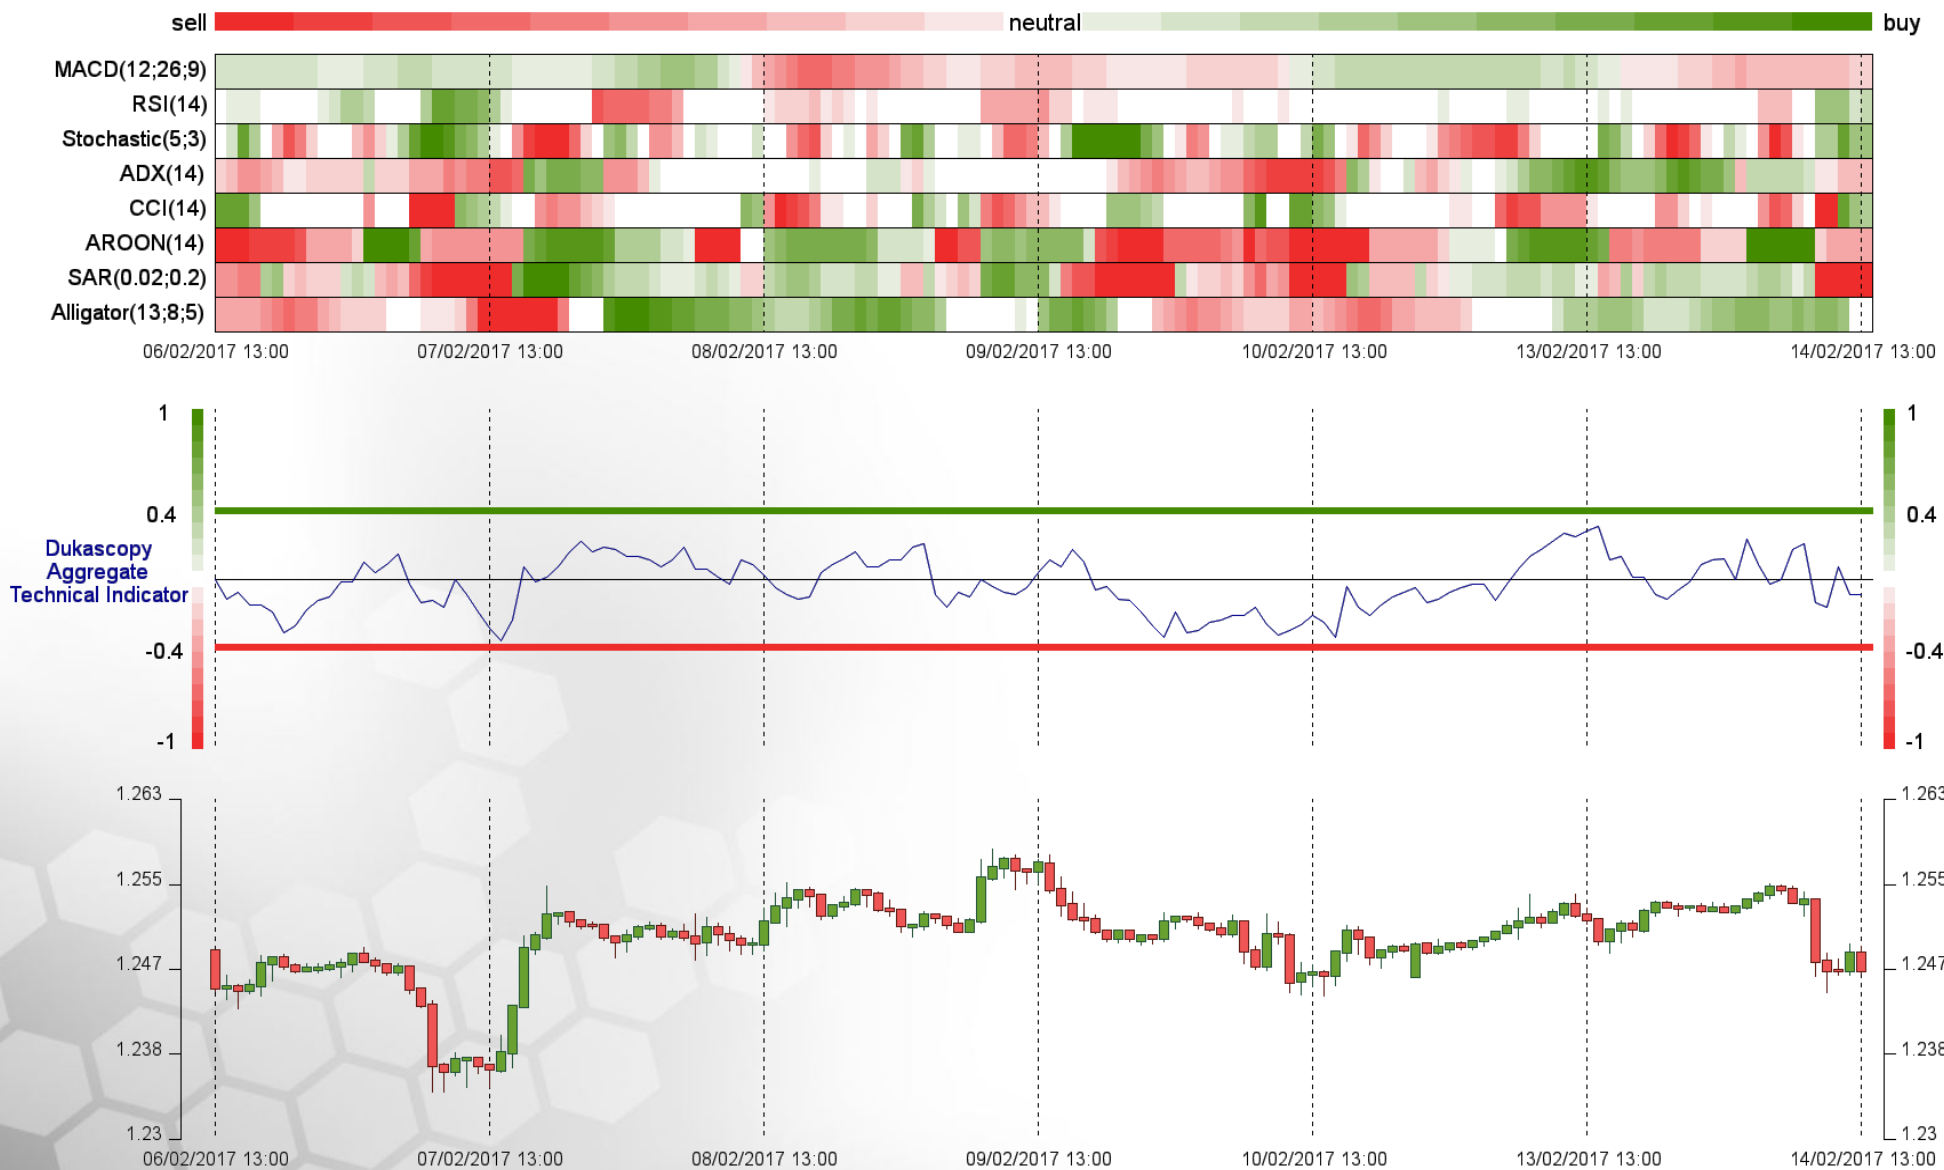 sell neutral buy
MACD(12;26;9)
RSI(14)
Stochastic(5;3)
ADX(14)
CCI(14)
AROON(14)
SAR(0.02;0.2)
Alligator(13;8;5)
06/02/2017 13:00 07/02/2017 13:00 08/02/2017 13:00 09/02/2017 13:00 10/02/2017 13:00 13/02/2017 13:00 14/02/2017 13:00
1 1
0.4 0.4
Dukascopy
Aggregate
Technical Indicator
-0.4 -0.4
-1 -1
1.263 1.263
1.255 1.255
1.247 1.247
1.238 1.238
1.23 1.23
06/02/2017 13:00 07/02/2017 13:00 08/02/2017 13:00 09/02/2017 13:00 10/02/2017 13:00 13/02/2017 13:00 14/02/2017 13:00